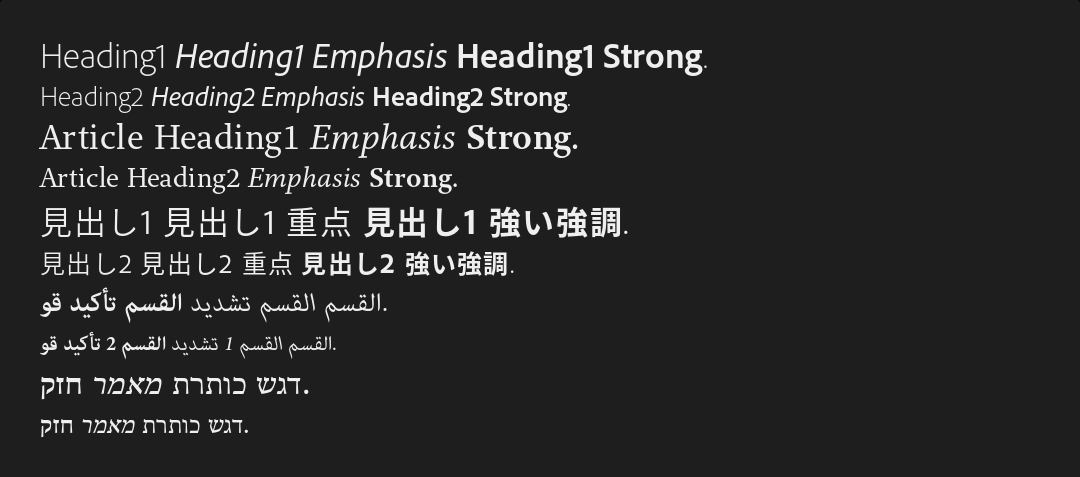 Heading1 Heading1 Emphasis Heading1 Strong.
Heading2 Heading2 Emphasis Heading2 Strong.
Article Heading1 Emphasis Strong.
Article Heading2 Emphasis Strong.
見出し1 見出し1 重点 見出し1 強い強調.
見出し2 見出し2 重点 見出し2 強い強調.
القسم القسم تشديد القسم تأكيد قو.
القسم القسم 1 تشديد القسم 2 تأكيد قو.
דגש כותרת מאמר חזק.
דגש כותרת מאמר חזק.